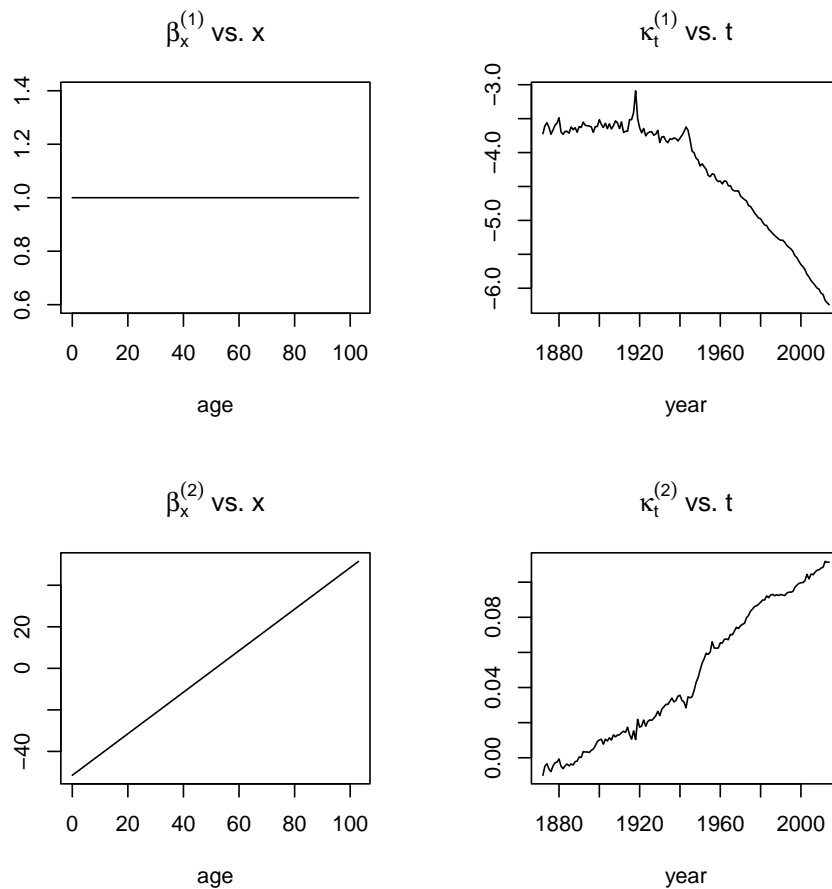 β_x^(1) vs. x
0.6 0.8 1.0 1.2 1.4
0 20 40 60 80 100
age
κ_t^(1) vs. t
−6.0 −5.0 −4.0 −3.0
1880 1920 1960 2000
year
β_x^(2) vs. x
−40 0 20
0 20 40 60 80 100
age
κ_t^(2) vs. t
0.00 0.04 0.08
1880 1920 1960 2000
year